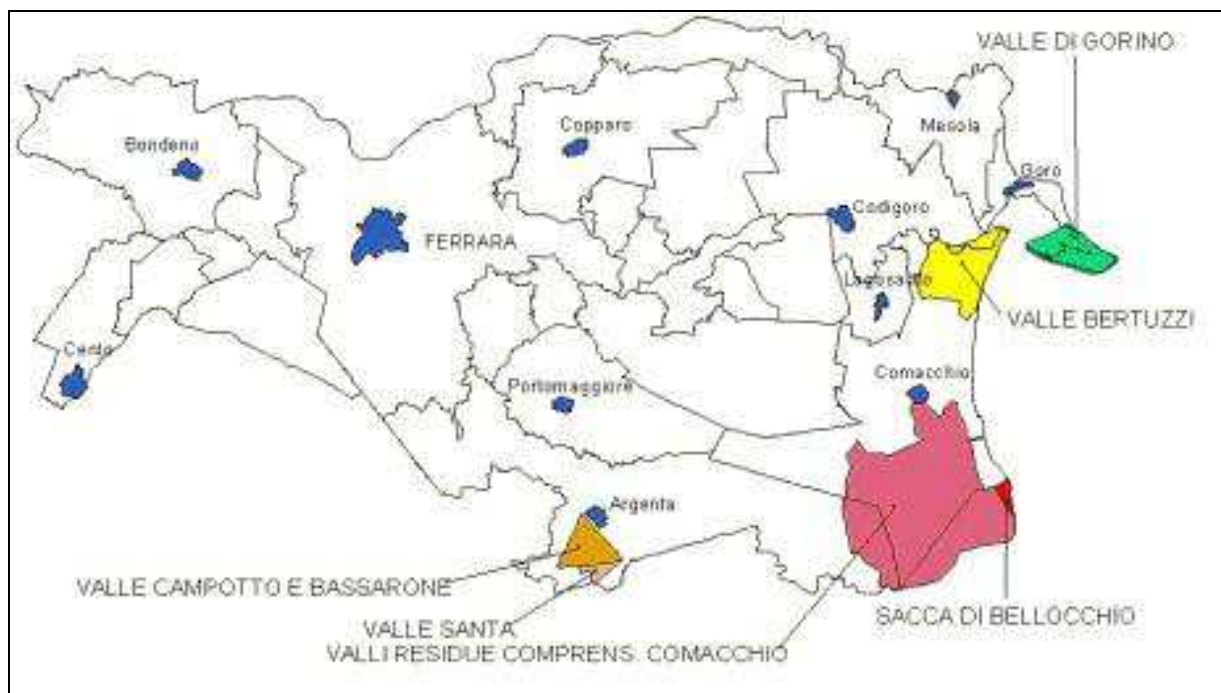 VALLE DI GORINO
Copparo
Mesola
Bondeno
Goro
Codigoro
FERRARA
Lagosanto
VALLE BERTUZZI
Cento
Comacchio
Portomaggiore
Argenta
VALLE CAMPOTTO E BASSARONE
SACCA DI BELLOCCHIO
VALLE SANTA
VALLI RESIDUE COMPRENS. COMACCHIO